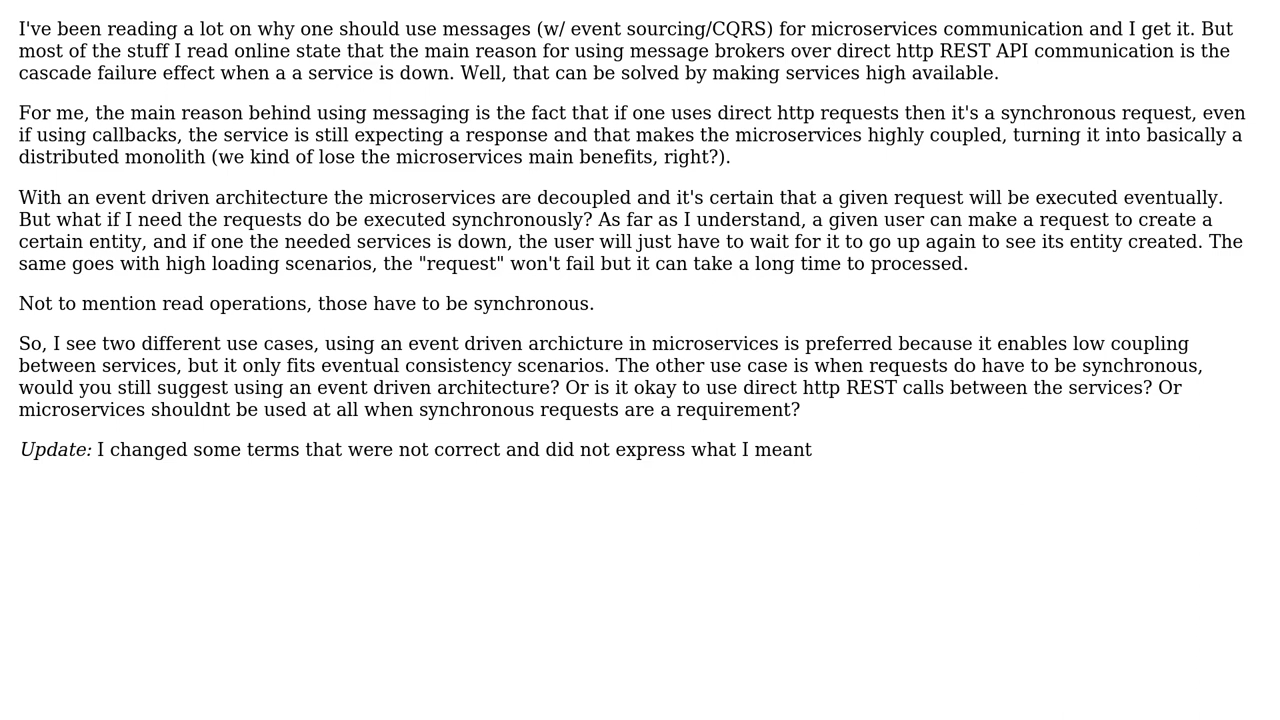 I've been reading a lot on why one should use messages (w/ event sourcing/CQRS) for microservices communication and I get it. But
most of the stuff I read online state that the main reason for using message brokers over direct http REST API communication is the
cascade failure effect when a a service is down. Well, that can be solved by making services high available.
For me, the main reason behind using messaging is the fact that if one uses direct http requests then it's a synchronous request, even
if using callbacks, the service is still expecting a response and that makes the microservices highly coupled, turning it into basically a
distributed monolith (we kind of lose the microservices main benefits, right?).
With an event driven architecture the microservices are decoupled and it's certain that a given request will be executed eventually.
But what if I need the requests do be executed synchronously? As far as I understand, a given user can make a request to create a
certain entity, and if one the needed services is down, the user will just have to wait for it to go up again to see its entity created. The
same goes with high loading scenarios, the "request" won't fail but it can take a long time to processed.
Not to mention read operations, those have to be synchronous.
So, I see two different use cases, using an event driven archicture in microservices is preferred because it enables low coupling
between services, but it only fits eventual consistency scenarios. The other use case is when requests do have to be synchronous,
would you still suggest using an event driven architecture? Or is it okay to use direct http REST calls between the services? Or
microservices shouldnt be used at all when synchronous requests are a requirement?
Update: I changed some terms that were not correct and did not express what I meant